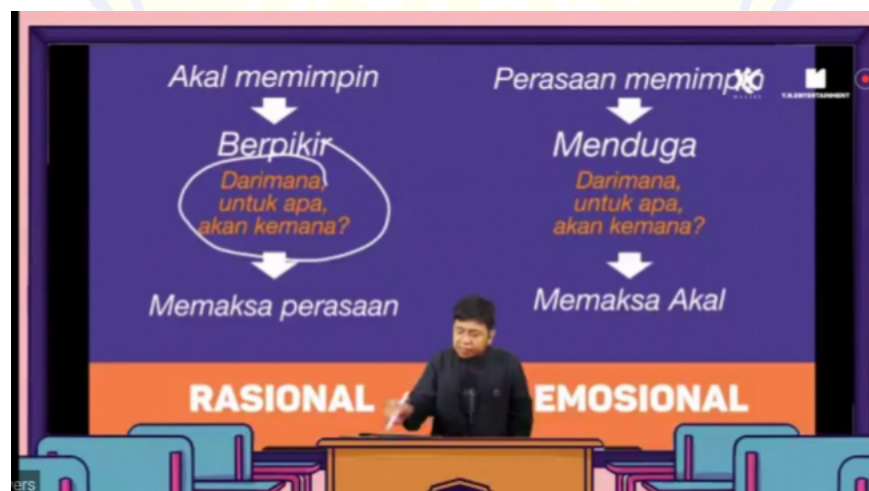 Akal memimpin
Berpikir
Darimana,
untuk apa,
akan kemana?
Memaksa perasaan
RASIONAL
Perasaan memimpin
Menduga
Darimana,
untuk apa,
akan kemana?
Memaksa Akal
EMOSIONAL
ers